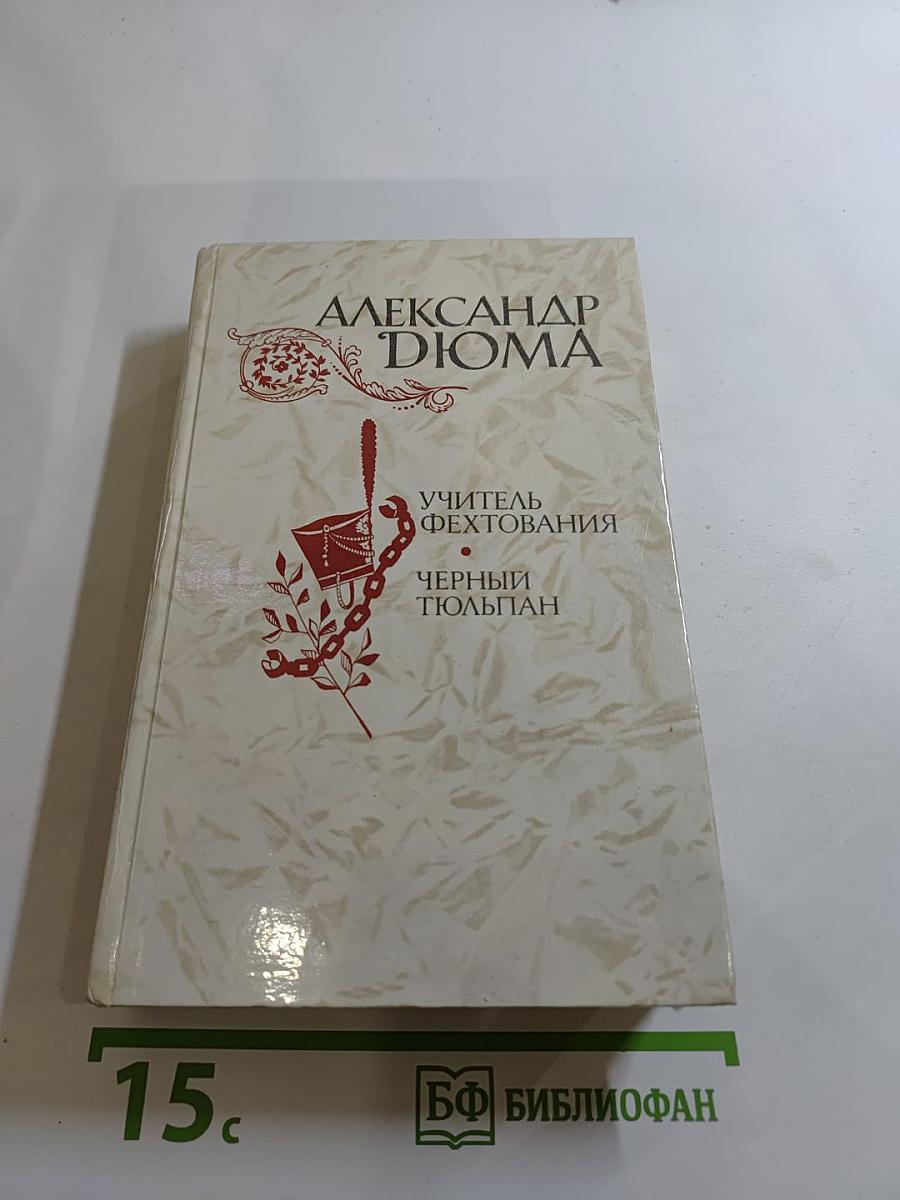 АЛЕКСАНДР
ДЮМА
УЧИТЕЛЬ
ФЕХТОВАНИЯ
•
ЧЕРНЫЙ
ТЮЛЬПАН
15с
БФ БИБЛИОФАН